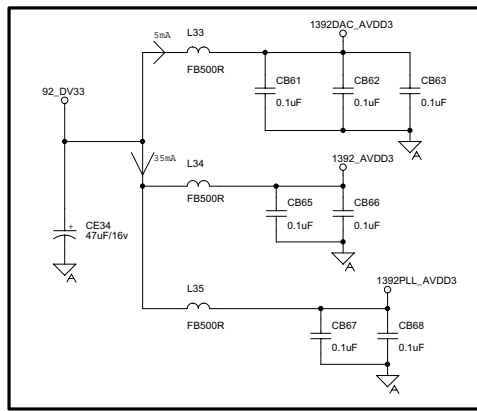 L33
1392DAC_AVDD3
5mA
FB500R
CB61
0.1uF
CB62
0.1uF
CB63
0.1uF
92_DV33
A
35mA
L34
1392_AVDD3
FB500R
CB65
0.1uF
CB66
0.1uF
+
CE34
47uF/16v
A
A
L35
1392PLL_AVDD3
FB500R
CB67
0.1uF
CB68
0.1uF
A